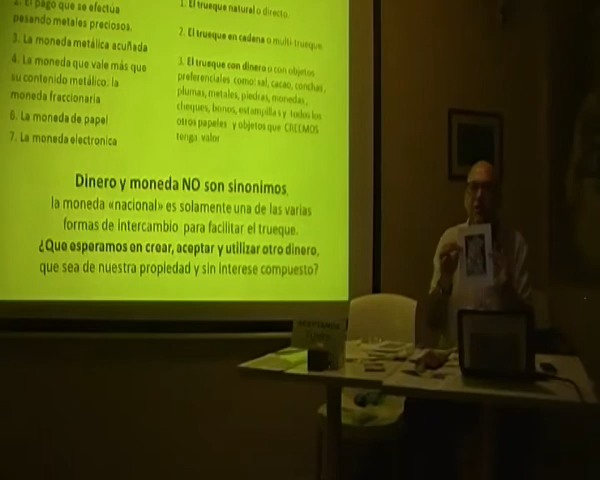 2. El pago que se efectúa
pesando metales preciosos.
3. La moneda metálica acuñada
4. La moneda que vale más que
su contenido metálico: la
moneda fraccionaria
6. La moneda de papel
7. La moneda electronica
1. El trueque natural o directo.
2. El trueque en cadena o multi trueque.
3. El trueque con dinero o con objetos
preferenciales como: sal, cacao, conchas,
plumas, metales, piedras, monedas,
cheques, bonos, estampillas y todos los
otros papeles y objetos que CREEMOS
tenga valor
Dinero y moneda NO son sinonimos,
la moneda «nacional» es solamente una de las varias
formas de intercambio para facilitar el trueque.
¿Que esperamos en crear, aceptar y utilizar otro dinero,
que sea de nuestra propiedad y sin interese compuesto?